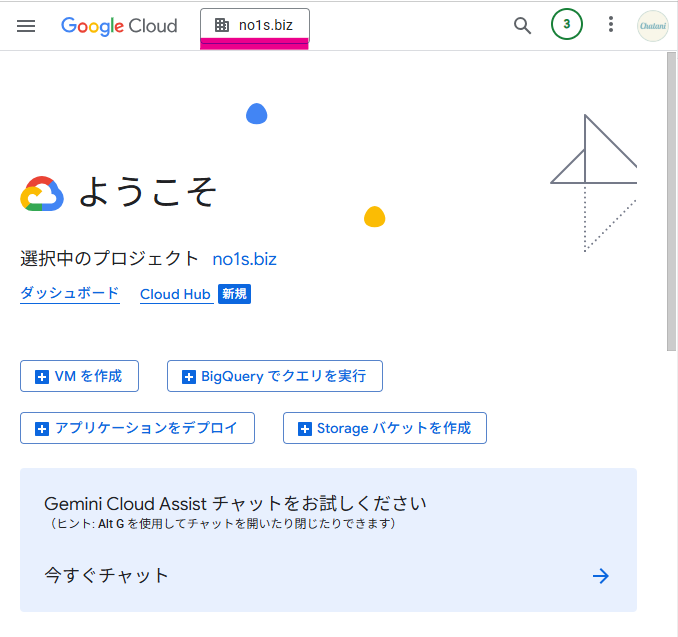 Google Cloud
no1s.biz
3
Chatani
ようこそ
選択中のプロジェクト no1s.biz
ダッシュボード Cloud Hub 新規
VM を作成 BigQuery でクエリを実行
アプリケーションをデプロイ Storage バケットを作成
Gemini Cloud Assist チャットをお試しください
（ヒント: Alt G を使用してチャットを開いたり閉じたりできます）
今すぐチャット